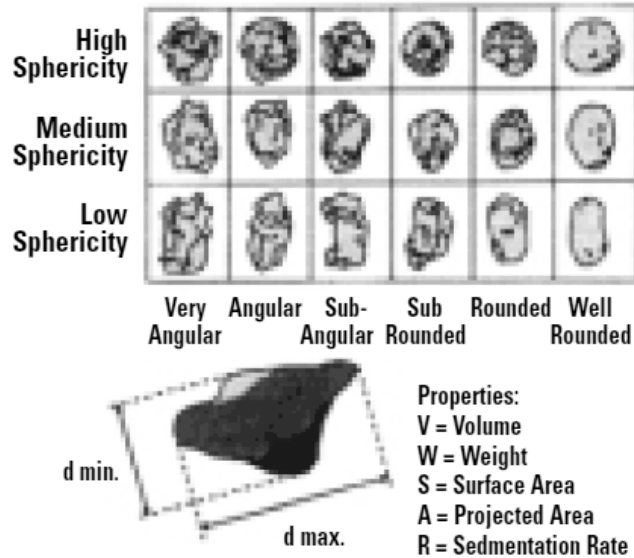 High
Sphericity
Medium
Sphericity
Low
Sphericity
Very
Angular
Angular
Sub-
Angular
Sub
Rounded
Rounded
Well
Rounded
d min.
d max.
Properties:
V = Volume
W = Weight
S = Surface Area
A = Projected Area
R = Sedmentation Rate